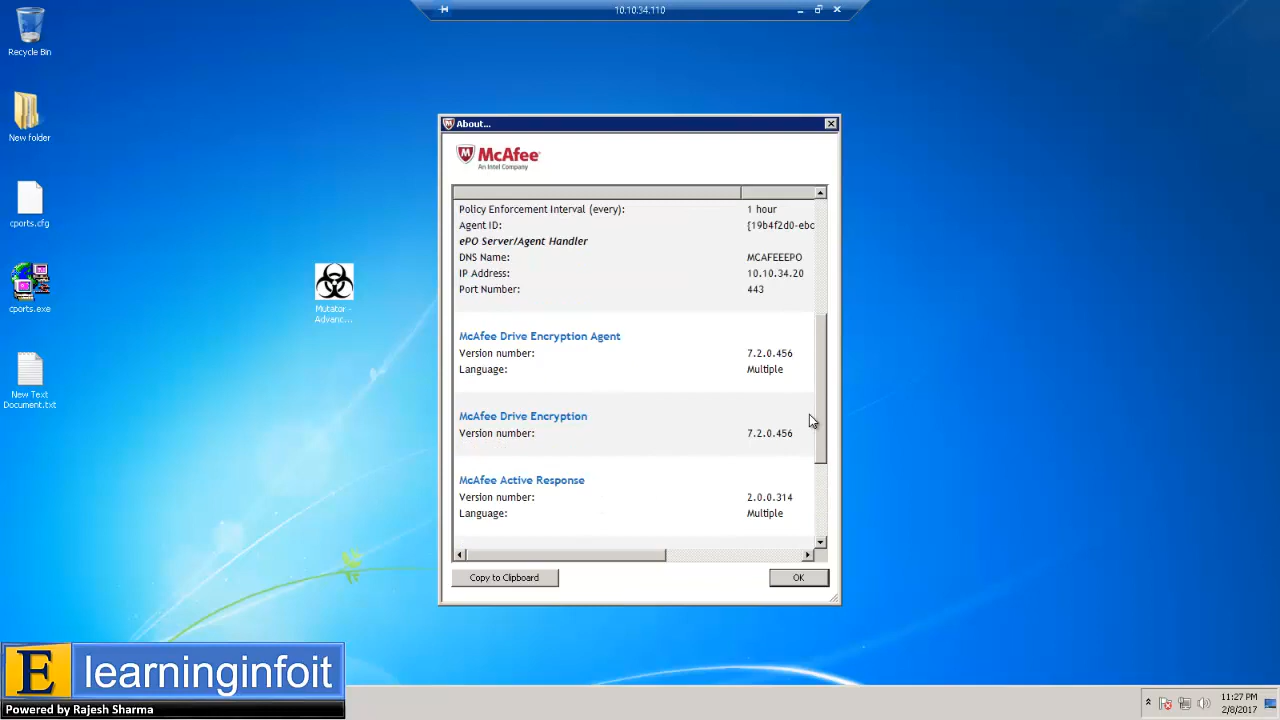 10.10.34.110
Recycle Bin
New folder
cports.cfg
cports.exe
New Text
Document.txt
Mutator -
Advanc...
About...
McAfee
An Intel Company
Policy Enforcement Interval (every): 1 hour
Agent ID: {19b4f2d0-ebc
ePO Server/Agent Handler
DNS Name: MCAFEEEPO
IP Address: 10.10.34.20
Port Number: 443
McAfee Drive Encryption Agent
Version number: 7.2.0.456
Language: Multiple
McAfee Drive Encryption
Version number: 7.2.0.456
McAfee Active Response
Version number: 2.0.0.314
Language: Multiple
Copy to Clipboard
OK
E learninginfoit
Powered by Rajesh Sharma
11:27 PM
2/8/2017